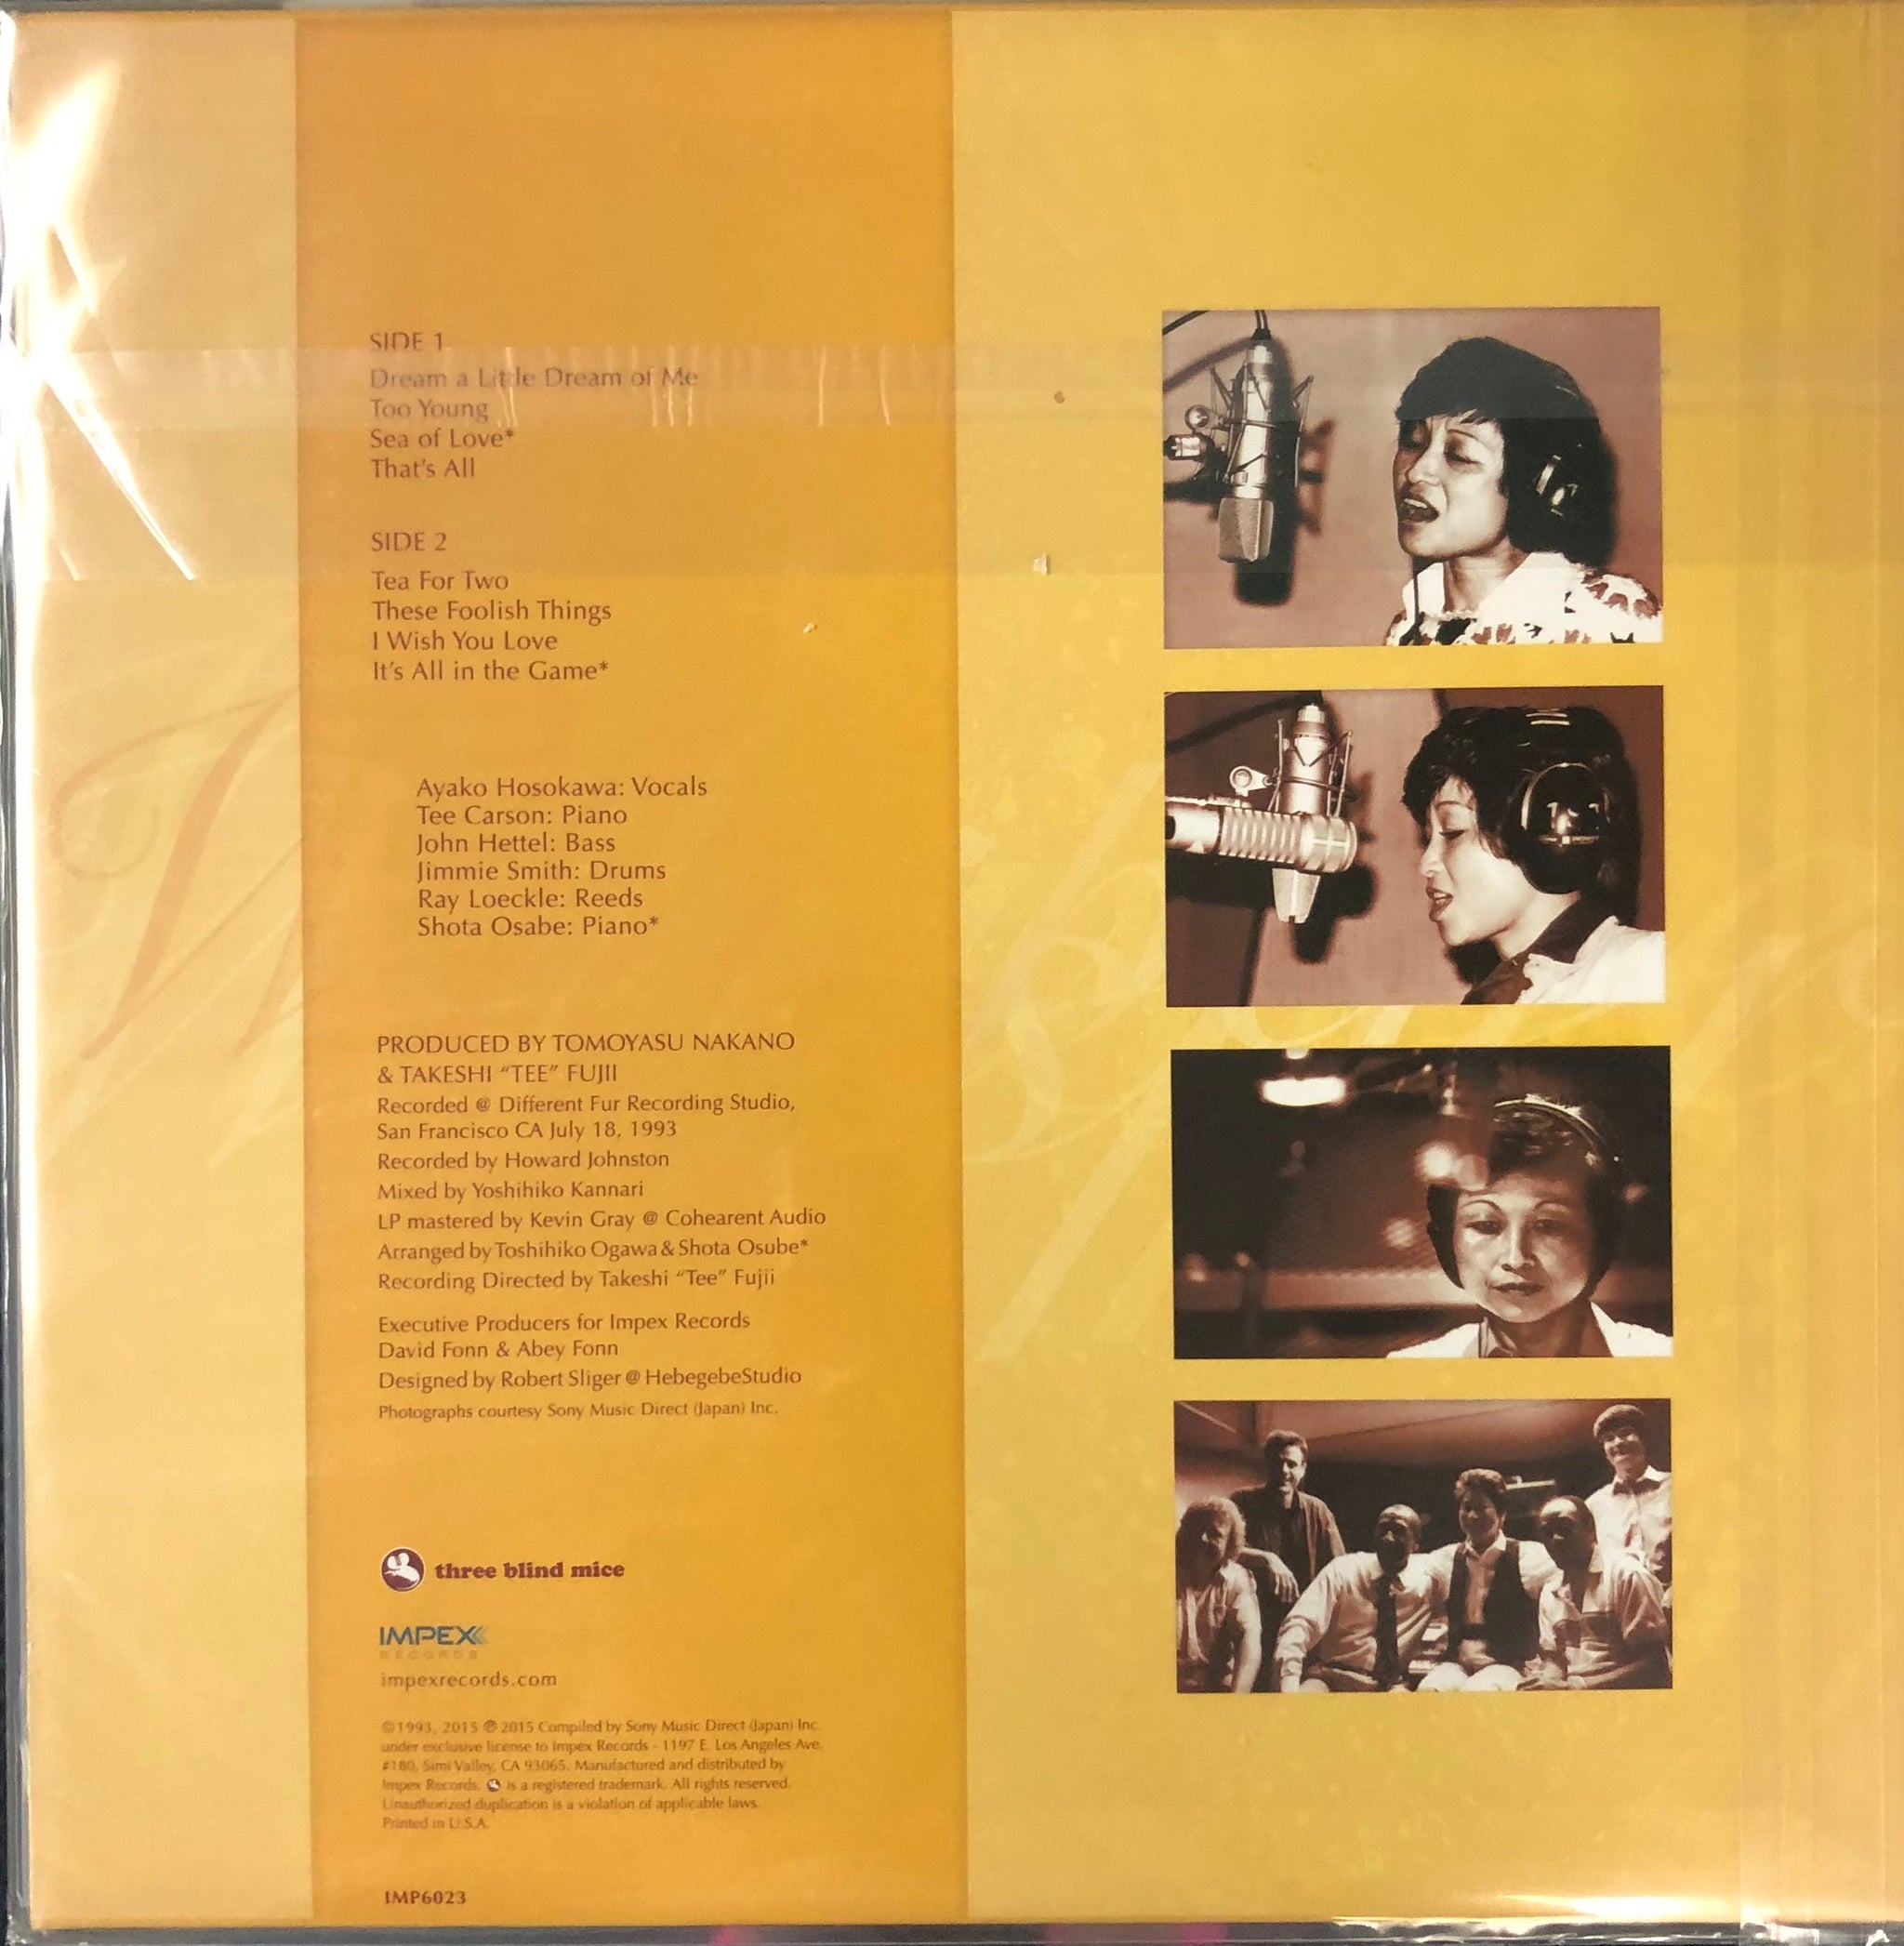 SIDE 1
Dream a Little Dream of Me
Too Young
Sea of Love*
That's All
SIDE 2
Tea For Two
These Foolish Things
I Wish You Love
It's All in the Game*
Ayako Hosokawa: Vocals
Tee Carson: Piano
John Hettel: Bass
Jimmie Smith: Drums
Ray Loeckle: Reeds
Shota Osabe: Piano*
PRODUCED BY TOMOYASU NAKANO
& TAKESHI “TEE” FUJII
Recorded @ Different Fur Recording Studio,
San Francisco CA July 18, 1993
Recorded by Howard Johnston
Mixed by Yoshihiko Kannari
LP mastered by Kevin Gray @ Cohearent Audio
Arranged by Toshihiko Ogawa & Shota Osube*
Recording Directed by Takeshi “Tee” Fujii
Executive Producers for Impex Records
David Fonn & Abey Fonn
Designed by Robert Sliger @ HebegebeStudio
Photographs courtesy Sony Music Direct (Japan) Inc.
three blind mice
IMPEX
RECORDS
impexrecords.com
©1993, 2015 ℗ 2015 Compiled by Sony Music Direct (Japan) Inc.
under exclusive license to Impex Records - 1197 E. Los Angeles Ave.
#180, Simi Valley, CA 93065. Manufactured and distributed by
Impex Records. is a registered trademark. All rights reserved.
Unauthorized duplication is a violation of applicable laws.
Printed in U.S.A.
IMP6023